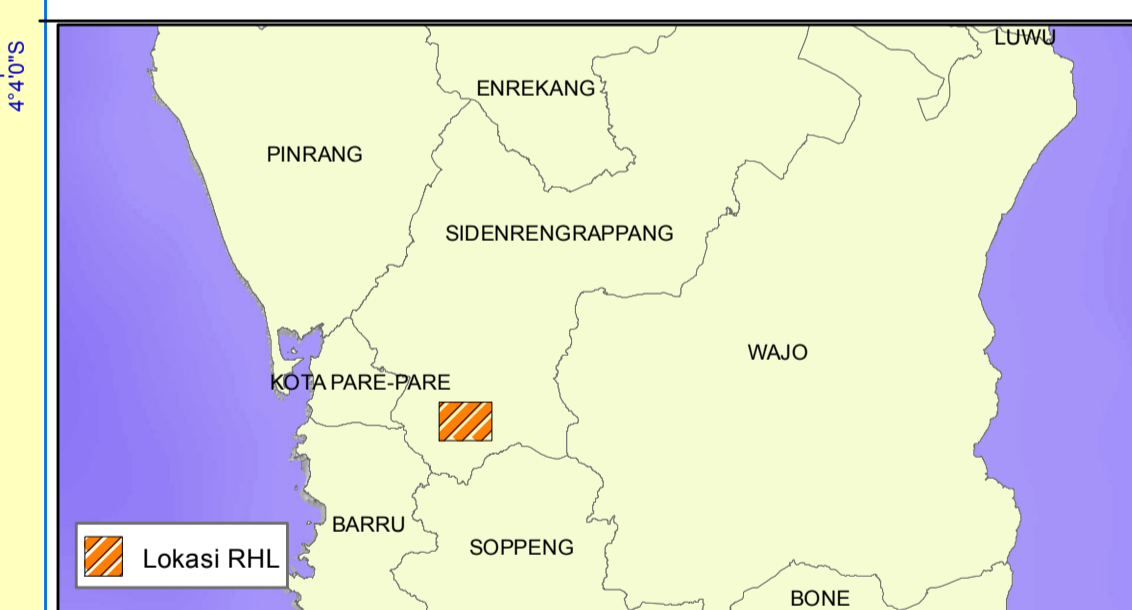 4°4'0"S
LUWU
ENREKANG
PINRANG
SIDENRENGRAPPANG
WAJO
KOTA PARE-PARE
BARRU
SOPPENG
Lokasi RHL
BONE